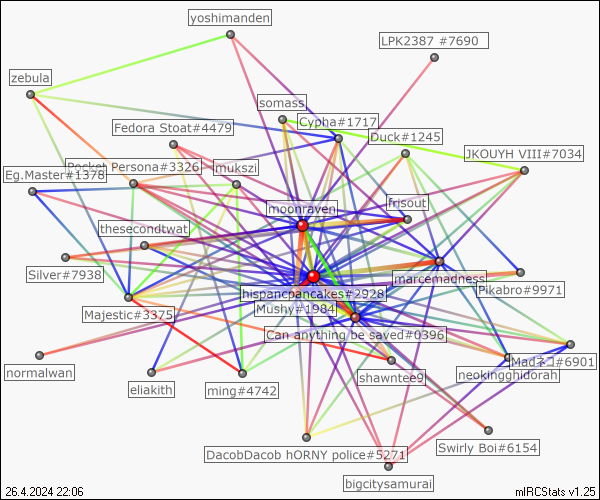 yoshimanden
LPK2387 #7690
zebula
somass
Cypha#1717
Fedora Stoat#4479
Duck#1245
JKOUYH VIII#7034
Pocket Persona#3326
mukszi
Eg.Master#1378
frisout
moonraven
thesecondtwat
Silver#7938
marcemadness
Pikabro#9971
hispancpancakes#2928
Mushy#1984
Majestic#3375
Can anything be saved#0396
normalwan
Madネコ#6901
neokingghidorah
shawntee9
eliakith
ming#4742
DacobDacob hORNY police#5271
Swirly Boi#6154
bigcitysamurai
26.4.2024 22:06
mIRCStats v1.25